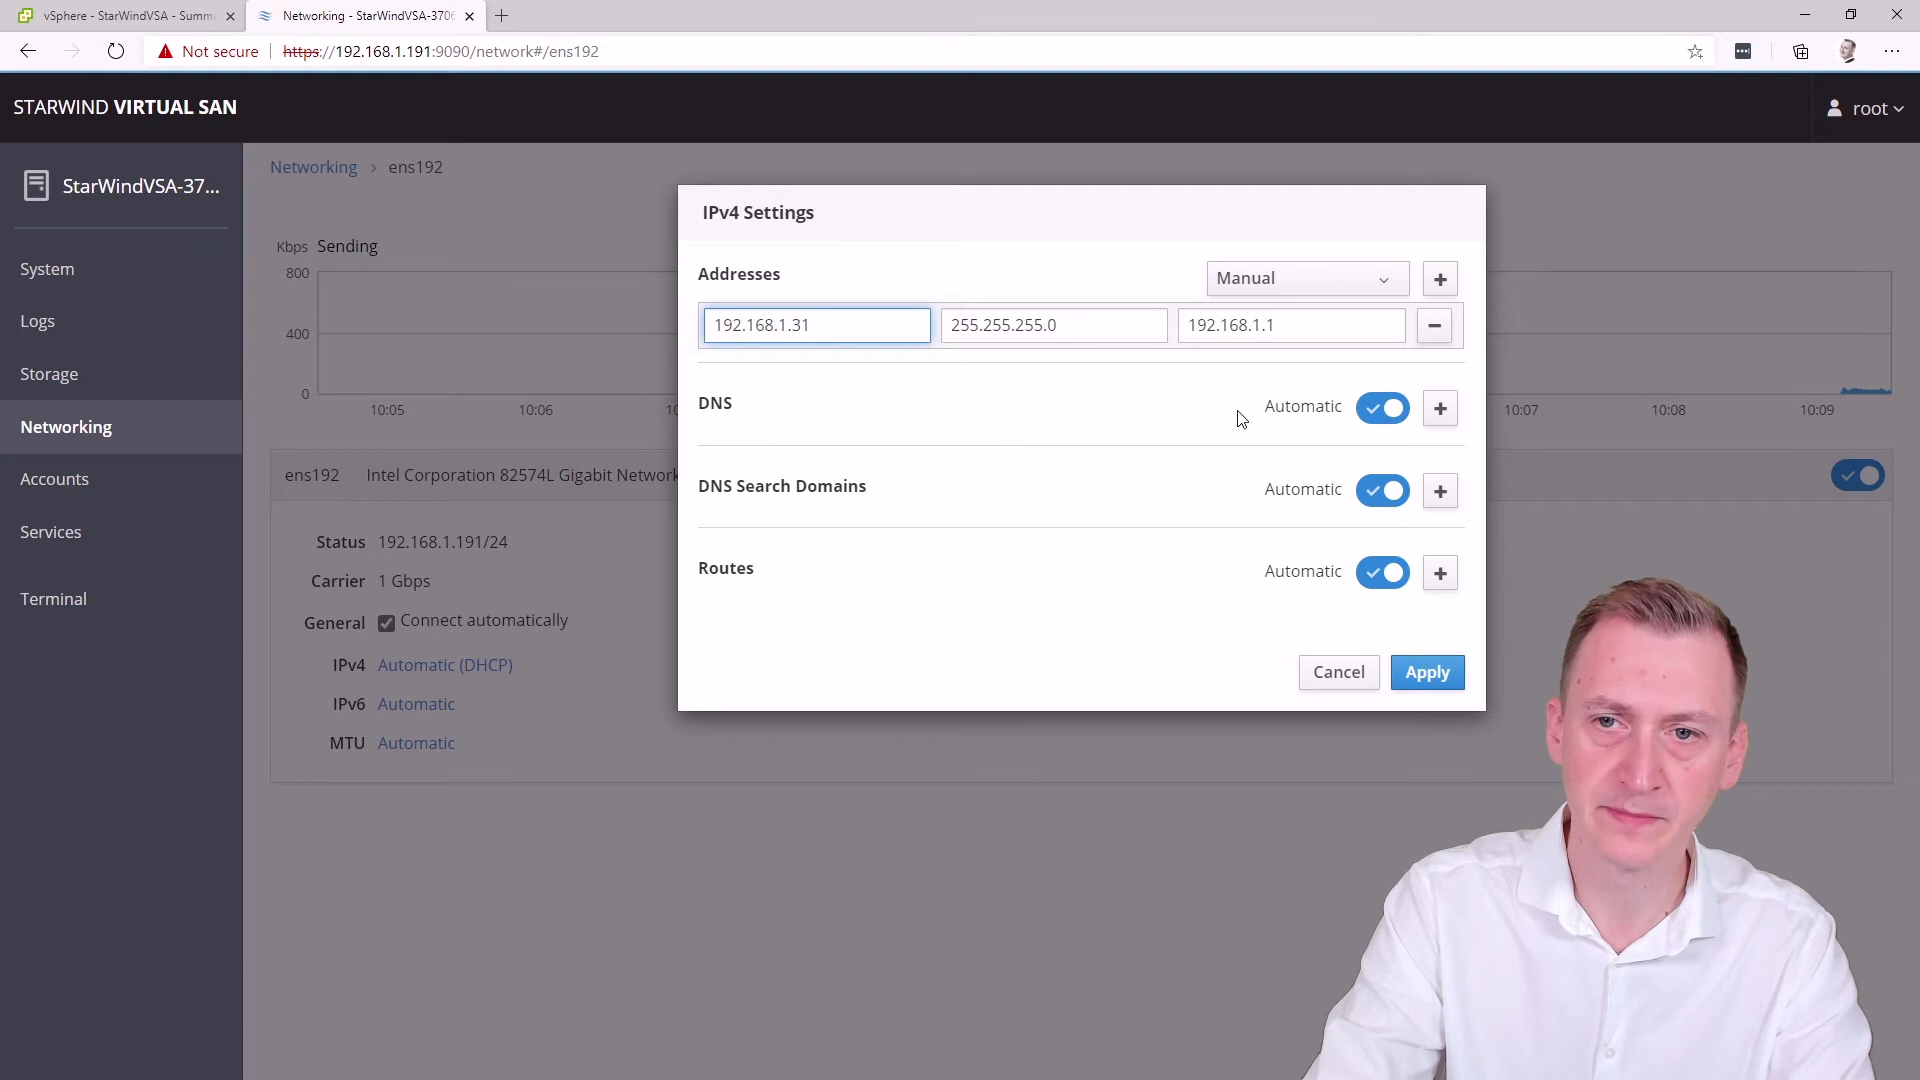 vSphere - StarWindVSA - Summ
Networking - StarWindVSA-3706
Not secure
https://192.168.1.191:9090/network#/ens192
STARWIND VIRTUAL SAN
root
StarWindVSA-37...
System
Logs
Storage
Networking
Accounts
Services
Terminal
Networking > ens192
Kbps Sending
800
400
0
10:05
10:06
10:07
10:08
10:09
ens192 Intel Corporation 82574L Gigabit Network
Status 192.168.1.191/24
Carrier 1 Gbps
General Connect automatically
IPv4 Automatic (DHCP)
IPv6 Automatic
MTU Automatic
IPv4 Settings
Addresses
Manual
192.168.1.31
255.255.255.0
192.168.1.1
DNS
Automatic
DNS Search Domains
Automatic
Routes
Automatic
Cancel
Apply